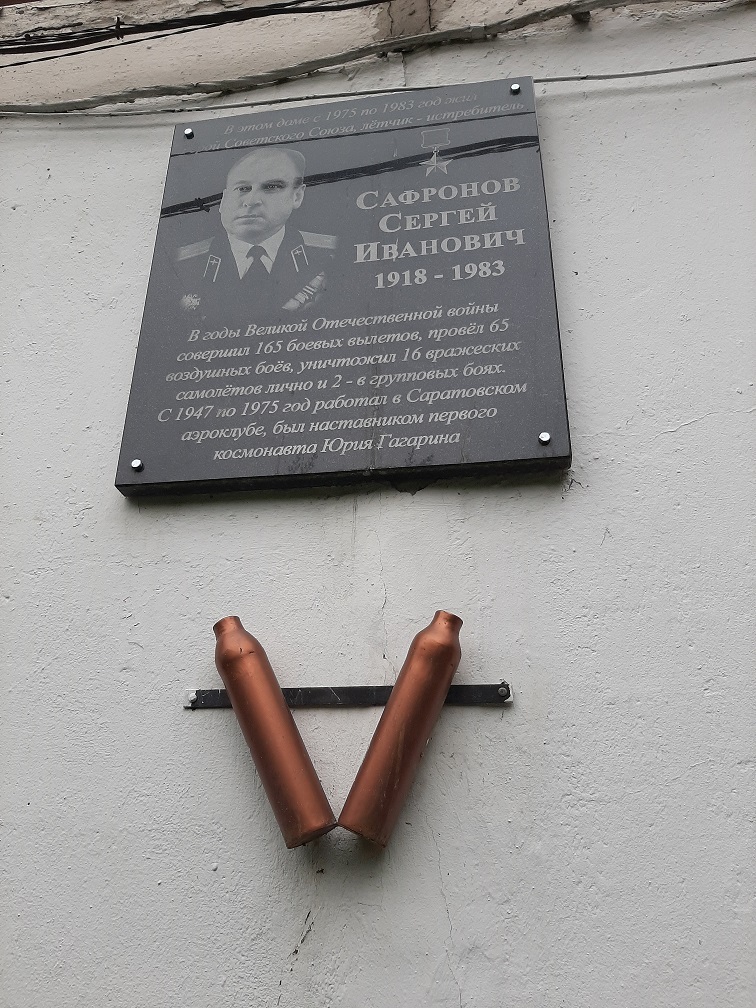 В этом доме с 1975 по 1983 год жил
Герой Советского Союза, лётчик - истребитель
САФРОНОВ
СЕРГЕЙ
ИВАНОВИЧ
1918 - 1983
В годы Великой Отечественной войны
совершил 165 боевых вылетов, провёл 65
воздушных боёв, уничтожил 16 вражеских
самолётов лично и 2 - в групповых боях.
С 1947 по 1975 год работал в Саратовском
аэроклубе, был наставником первого
космонавта Юрия Гагарина